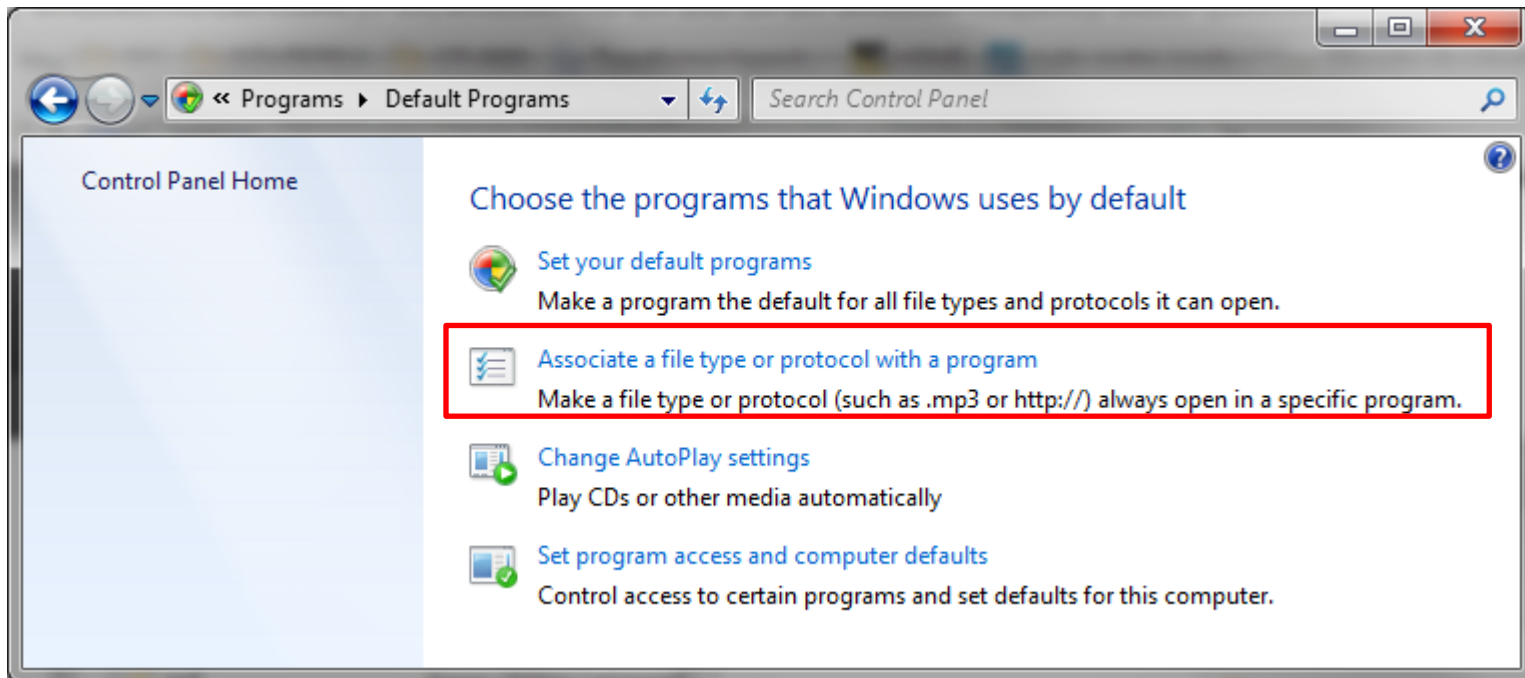 « Programs ▸ Default Programs
Search Control Panel
Control Panel Home
Choose the programs that Windows uses by default
Set your default programs
Make a program the default for all file types and protocols it can open.
Associate a file type or protocol with a program
Make a file type or protocol (such as .mp3 or http://) always open in a specific program.
Change AutoPlay settings
Play CDs or other media automatically
Set program access and computer defaults
Control access to certain programs and set defaults for this computer.